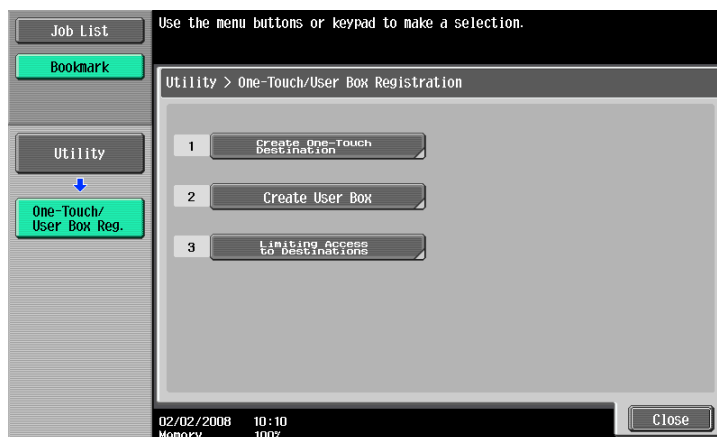 Use the menu buttons or keypad to make a selection.
Job List
Bookmark
Utility > One-Touch/User Box Registration
Utility
One-Touch/
User Box Reg.
1
Create One-Touch
Destination
2
Create User Box
3
Limiting Access
to Destinations
02/02/2008 10:10
Memory 100%
Close